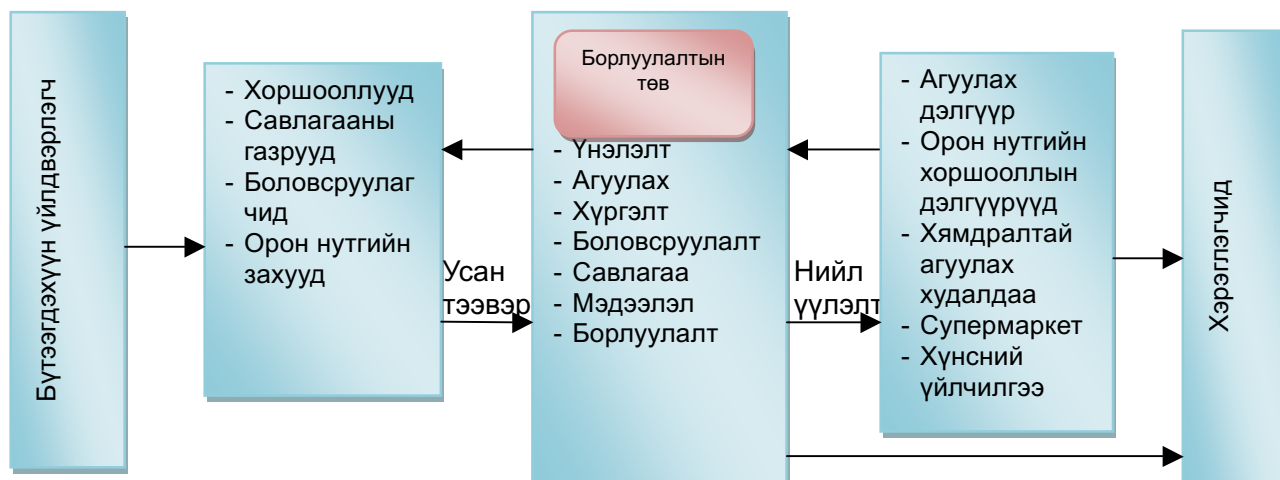 Бүтээгдэхүүн үйлдвэрлэгч
- Хоршооллууд
- Савлагааны
газрууд
- Боловсруулаг
чид
- Орон нутгийн
захууд
Усан
тээвэр
Борлуулалтын
төв
- Үнэлэлт
- Агуулах
- Хүргэлт
- Боловсруулалт
- Савлагаа
- Мэдээлэл
- Борлуулалт
Нийл
үүлэлт
- Агуулах
дэлгүүр
- Орон нутгийн
хоршооллын
дэлгүүрүүд
- Хямдралтай
агуулах
худалдаа
- Супермаркет
- Хүнсний
үйлчилгээ
Хэрэглэгчид